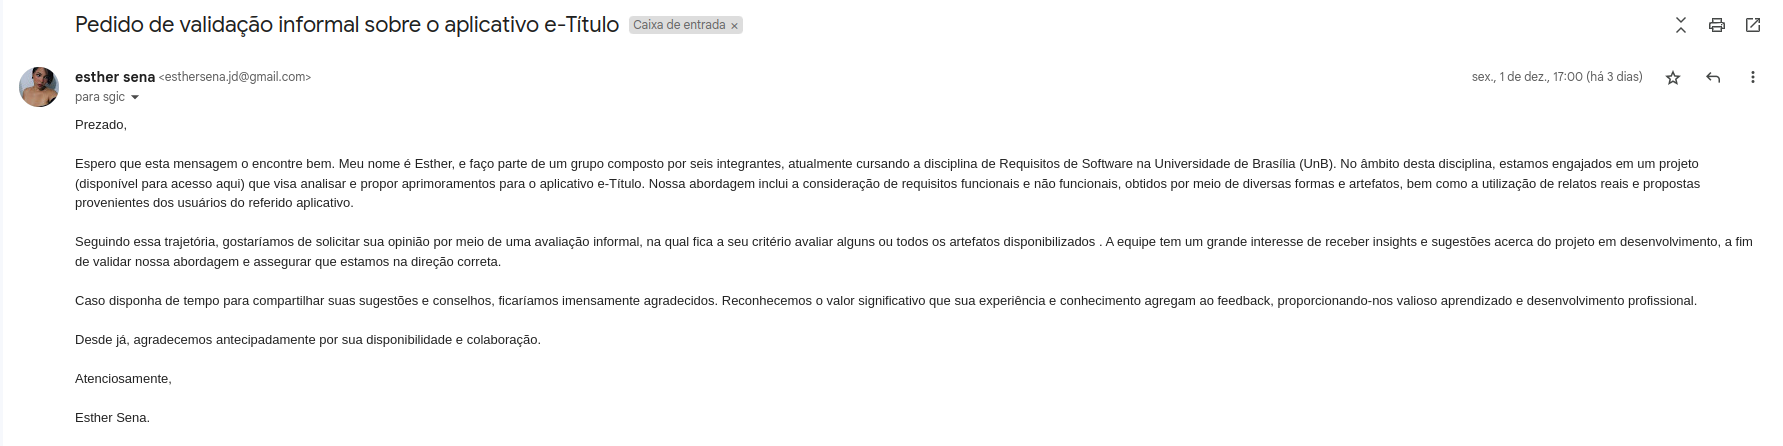 Pedido de validação informal sobre o aplicativo e-Título Caixa de entrada ×
esther sena <esthersena.jd@gmail.com> sex., 1 de dez., 17:00 (há 3 dias)
para sgic
Prezado,
Espero que esta mensagem o encontre bem. Meu nome é Esther, e faço parte de um grupo composto por seis integrantes, atualmente cursando a disciplina de Requisitos de Software na Universidade de Brasília (UnB). No âmbito desta disciplina, estamos engajados em um projeto
(disponível para acesso aqui) que visa analisar e propor aprimoramentos para o aplicativo e-Título. Nossa abordagem inclui a consideração de requisitos funcionais e não funcionais, obtidos por meio de diversas formas e artefatos, bem como a utilização de relatos reais e propostas
provenientes dos usuários do referido aplicativo.
Seguindo essa trajetória, gostaríamos de solicitar sua opinião por meio de uma avaliação informal, na qual fica a seu critério avaliar alguns ou todos os artefatos disponibilizados . A equipe tem um grande interesse de receber insights e sugestões acerca do projeto em desenvolvimento, a fim
de validar nossa abordagem e assegurar que estamos na direção correta.
Caso disponha de tempo para compartilhar suas sugestões e conselhos, ficaríamos imensamente agradecidos. Reconhecemos o valor significativo que sua experiência e conhecimento agregam ao feedback, proporcionando-nos valioso aprendizado e desenvolvimento profissional.
Desde já, agradecemos antecipadamente por sua disponibilidade e colaboração.
Atenciosamente,
Esther Sena.